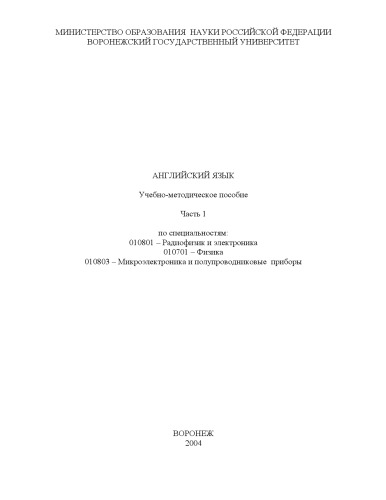 МИНИСТЕРСТВО ОБРАЗОВАНИЯ НАУКИ РОССИЙСКОЙ ФЕДЕРАЦИИ
ВОРОНЕЖСКИЙ ГОСУДАРСТВЕННЫЙ УНИВЕРСИТЕТ
АНГЛИЙСКИЙ ЯЗЫК
Учебно-методическое пособие
Часть 1
по специальностям:
010801 – Радиофизик и электроника
010701 – Физика
010803 – Микроэлектроника и полупроводниковые приборы
ВОРОНЕЖ
2004